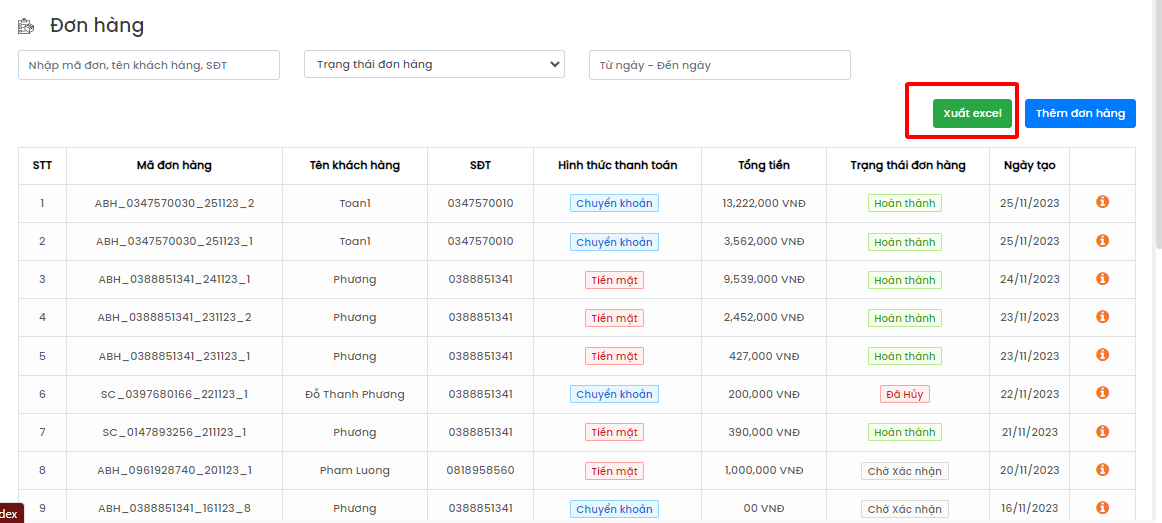 Đơn hàng
Nhập mã đơn, tên khách hàng, SĐT
Trạng thái đơn hàng
Từ ngày - Đến ngày
Xuất excel
Thêm đơn hàng
STT Mã đơn hàng Tên khách hàng SĐT Hình thức thanh toán Tổng tiền Trạng thái đơn hàng Ngày tạo
1 ABH_0347570030_251123_2 Toan1 0347570010 Chuyển khoản 13,222,000 VNĐ Hoàn thành 25/11/2023
2 ABH_0347570030_251123_1 Toan1 0347570010 Chuyển khoản 3,562,000 VNĐ Hoàn thành 25/11/2023
3 ABH_0388851341_241123_1 Phương 0388851341 Tiền mặt 9,539,000 VNĐ Hoàn thành 24/11/2023
4 ABH_0388851341_231123_2 Phương 0388851341 Tiền mặt 2,452,000 VNĐ Hoàn thành 23/11/2023
5 ABH_0388851341_231123_1 Phương 0388851341 Tiền mặt 427,000 VNĐ Hoàn thành 23/11/2023
6 SC_0397680166_221123_1 Đỗ Thanh Phương 0388851341 Chuyển khoản 200,000 VNĐ Đã Hủy 22/11/2023
7 SC_0147893256_211123_1 Phương 0388851341 Tiền mặt 390,000 VNĐ Hoàn thành 21/11/2023
8 ABH_0961928740_201123_1 Pham Luong 0818958560 Tiền mặt 1,000,000 VNĐ Chờ Xác nhận 20/11/2023
9 ABH_0388851341_161123_8 Phương 0388851341 Chuyển khoản 00 VNĐ Chờ Xác nhận 16/11/2023
dex